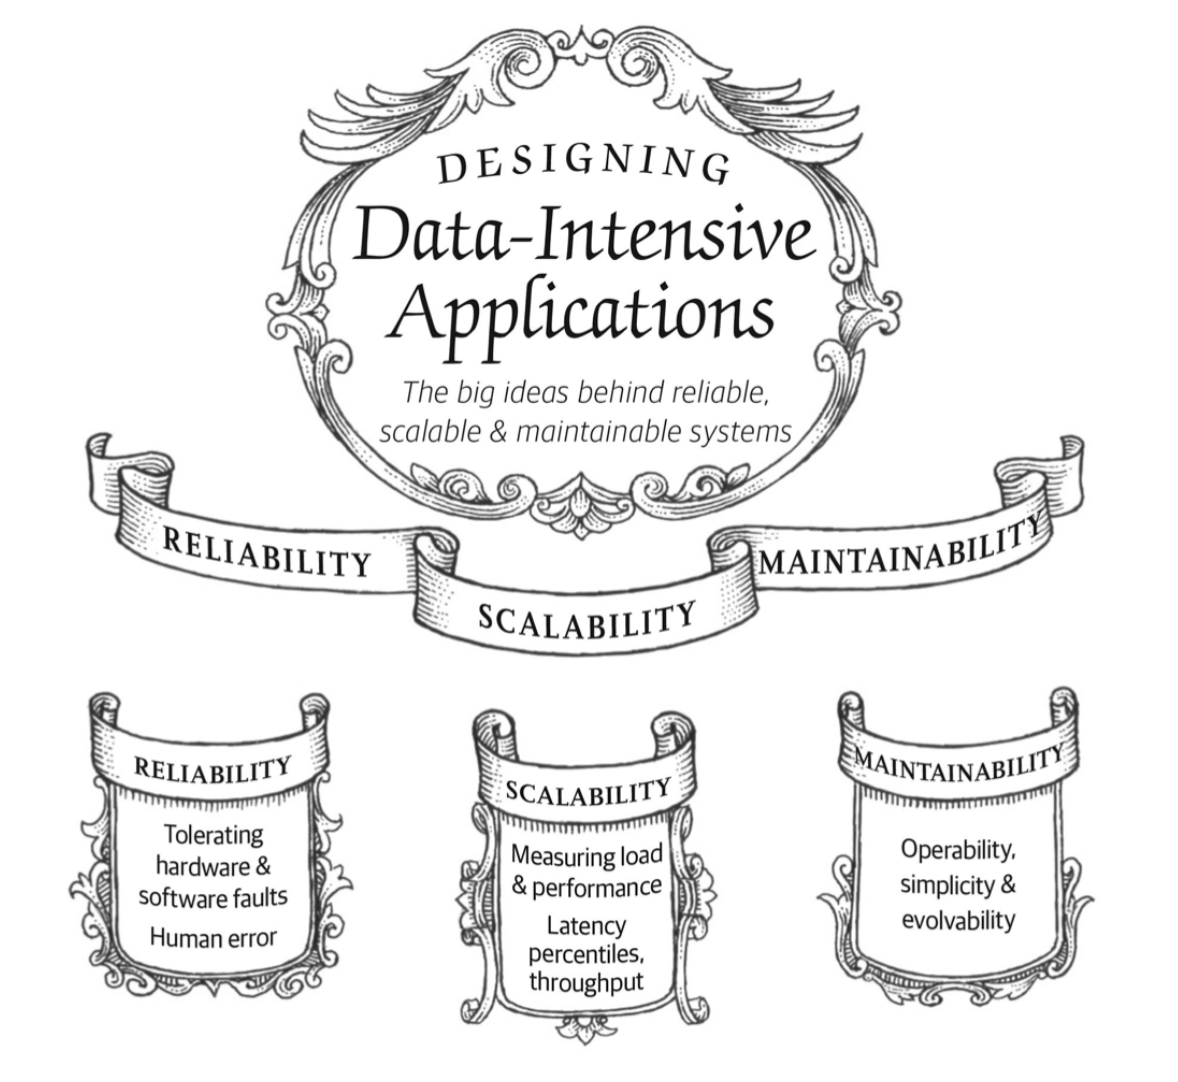 DESIGNING
Data-Intensive
Applications
The big ideas behind reliable,
scalable & maintainable systems
RELIABILITY
SCALABILITY
MAINTAINABILITY
RELIABILITY
Tolerating
hardware &
software faults
Human error
SCALABILITY
Measuring load
& performance
Latency
percentiles,
throughput
MAINTAINABILITY
Operability,
simplicity &
evolvability